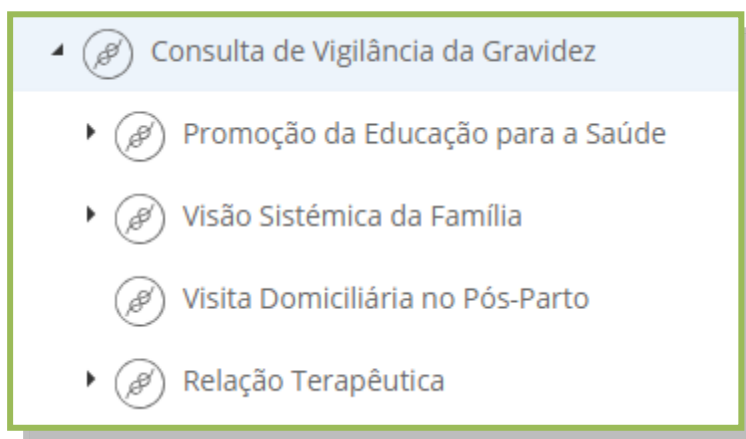 Consulta de Vigilância da Gravidez
Promoção da Educação para a Saúde
Visão Sistémica da Família
Visita Domiciliária no Pós-Parto
Relação Terapêutica